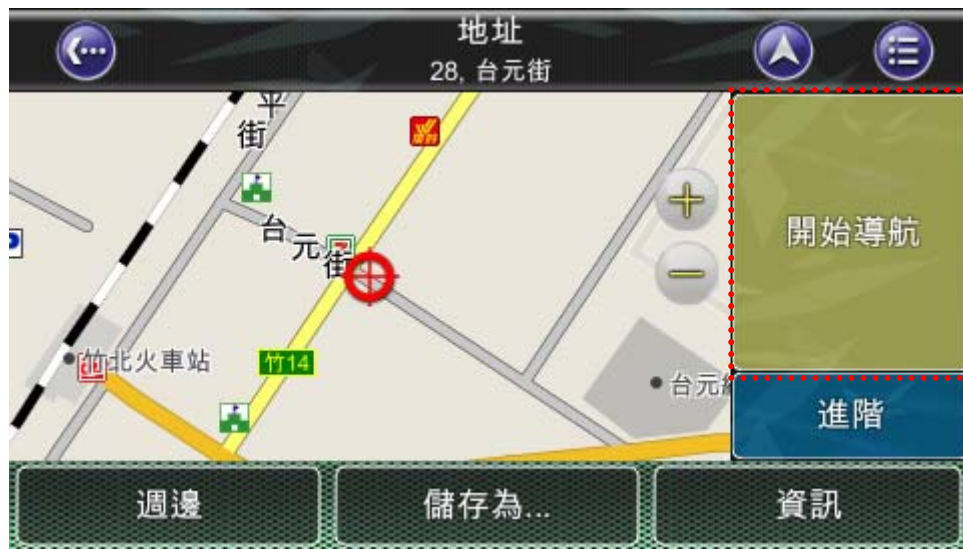 地址
28, 台元街
平
街
台
元
街
竹北火車站
竹14
台元
開始導航
進階
週邊
儲存為...
資訊